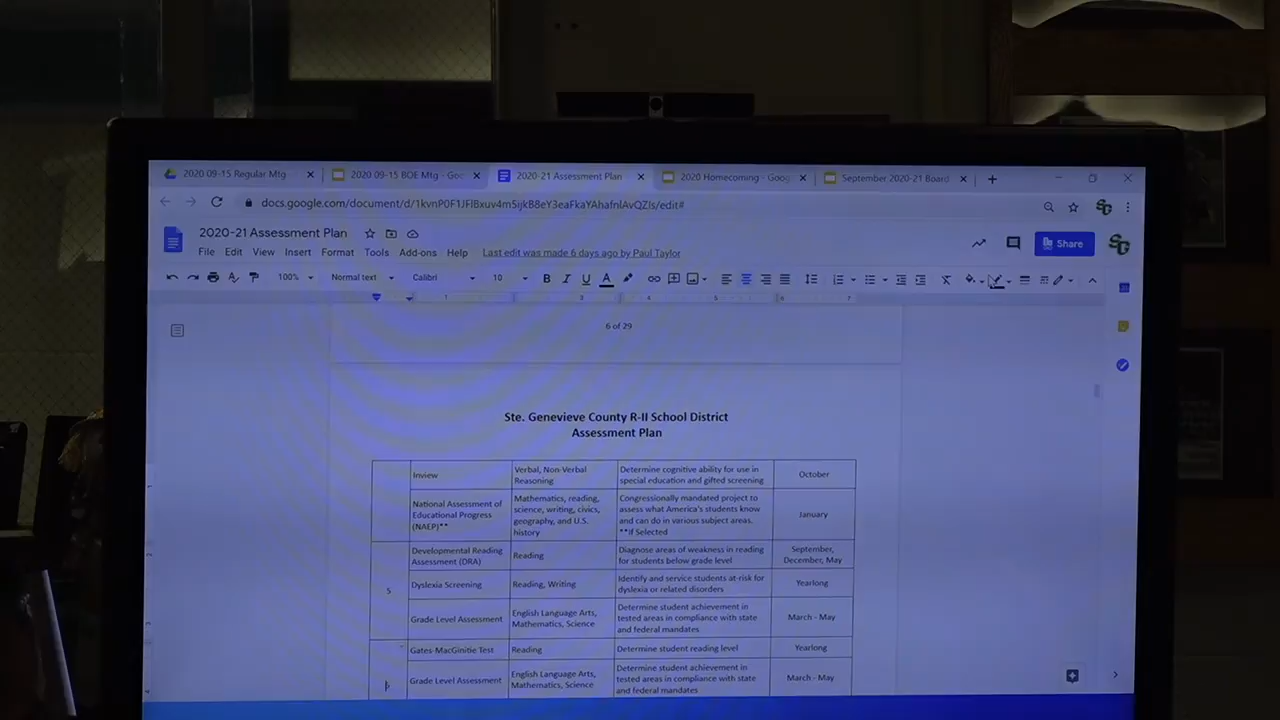 2020 09-15 Regular Mtg
2020 09-15 BOE Mtg - Goo
2020-21 Assessment Plan
2020 Homecoming - Goog
September 2020-21 Board
2020-21 Assessment Plan
File Edit View Insert Format Tools Add-ons Help Last edit was made 6 days ago by Paul Taylor
Share
100% Normal text Calibri 10
6 of 29
Ste. Genevieve County R-II School District
Assessment Plan
Inview
Verbal, Non-Verbal
Reasoning
Determine cognitive ability for use in
special education and gifted screening
October
National Assessment of
Educational Progress
(NAEP)**
Mathematics, reading,
science, writing, civics,
geography, and U.S.
history
Congressionally mandated project to
assess what America's students know
and can do in various subject areas.
**If Selected
January
5
Developmental Reading
Assessment (DRA)
Reading
Diagnose areas of weakness in reading
for students below grade level
September,
December, May
Dyslexia Screening
Reading, Writing
Identify and service students at-risk for
dyslexia or related disorders
Yearlong
Grade Level Assessment
English Language Arts,
Mathematics, Science
Determine student achievement in
tested areas in compliance with state
and federal mandates
March - May
Gates-MacGinitie Test
Reading
Determine student reading level
Yearlong
Grade Level Assessment
English Language Arts,
Mathematics, Science
Determine student achievement in
tested areas in compliance with state
and federal mandates
March - May